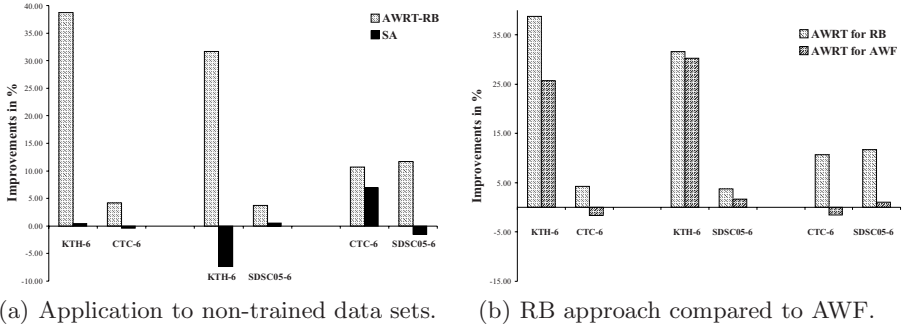 40.00
35.00
30.00
25.00
20.00
15.00
10.00
5.00
0.00
-5.00
-10.00
Improvements in %
AWRT-RB
SA
KTH-6 CTC-6 KTH-6 SDSC05-6 CTC-6 SDSC05-6
35.00
25.00
15.00
5.00
-5.00
-15.00
Improvements in %
AWRT for RB
AWRT for AWF
KTH-6 CTC-6 KTH-6 SDSC05-6 CTC-6 SDSC05-6
(a) Application to non-trained data sets.
(b) RB approach compared to AWF.